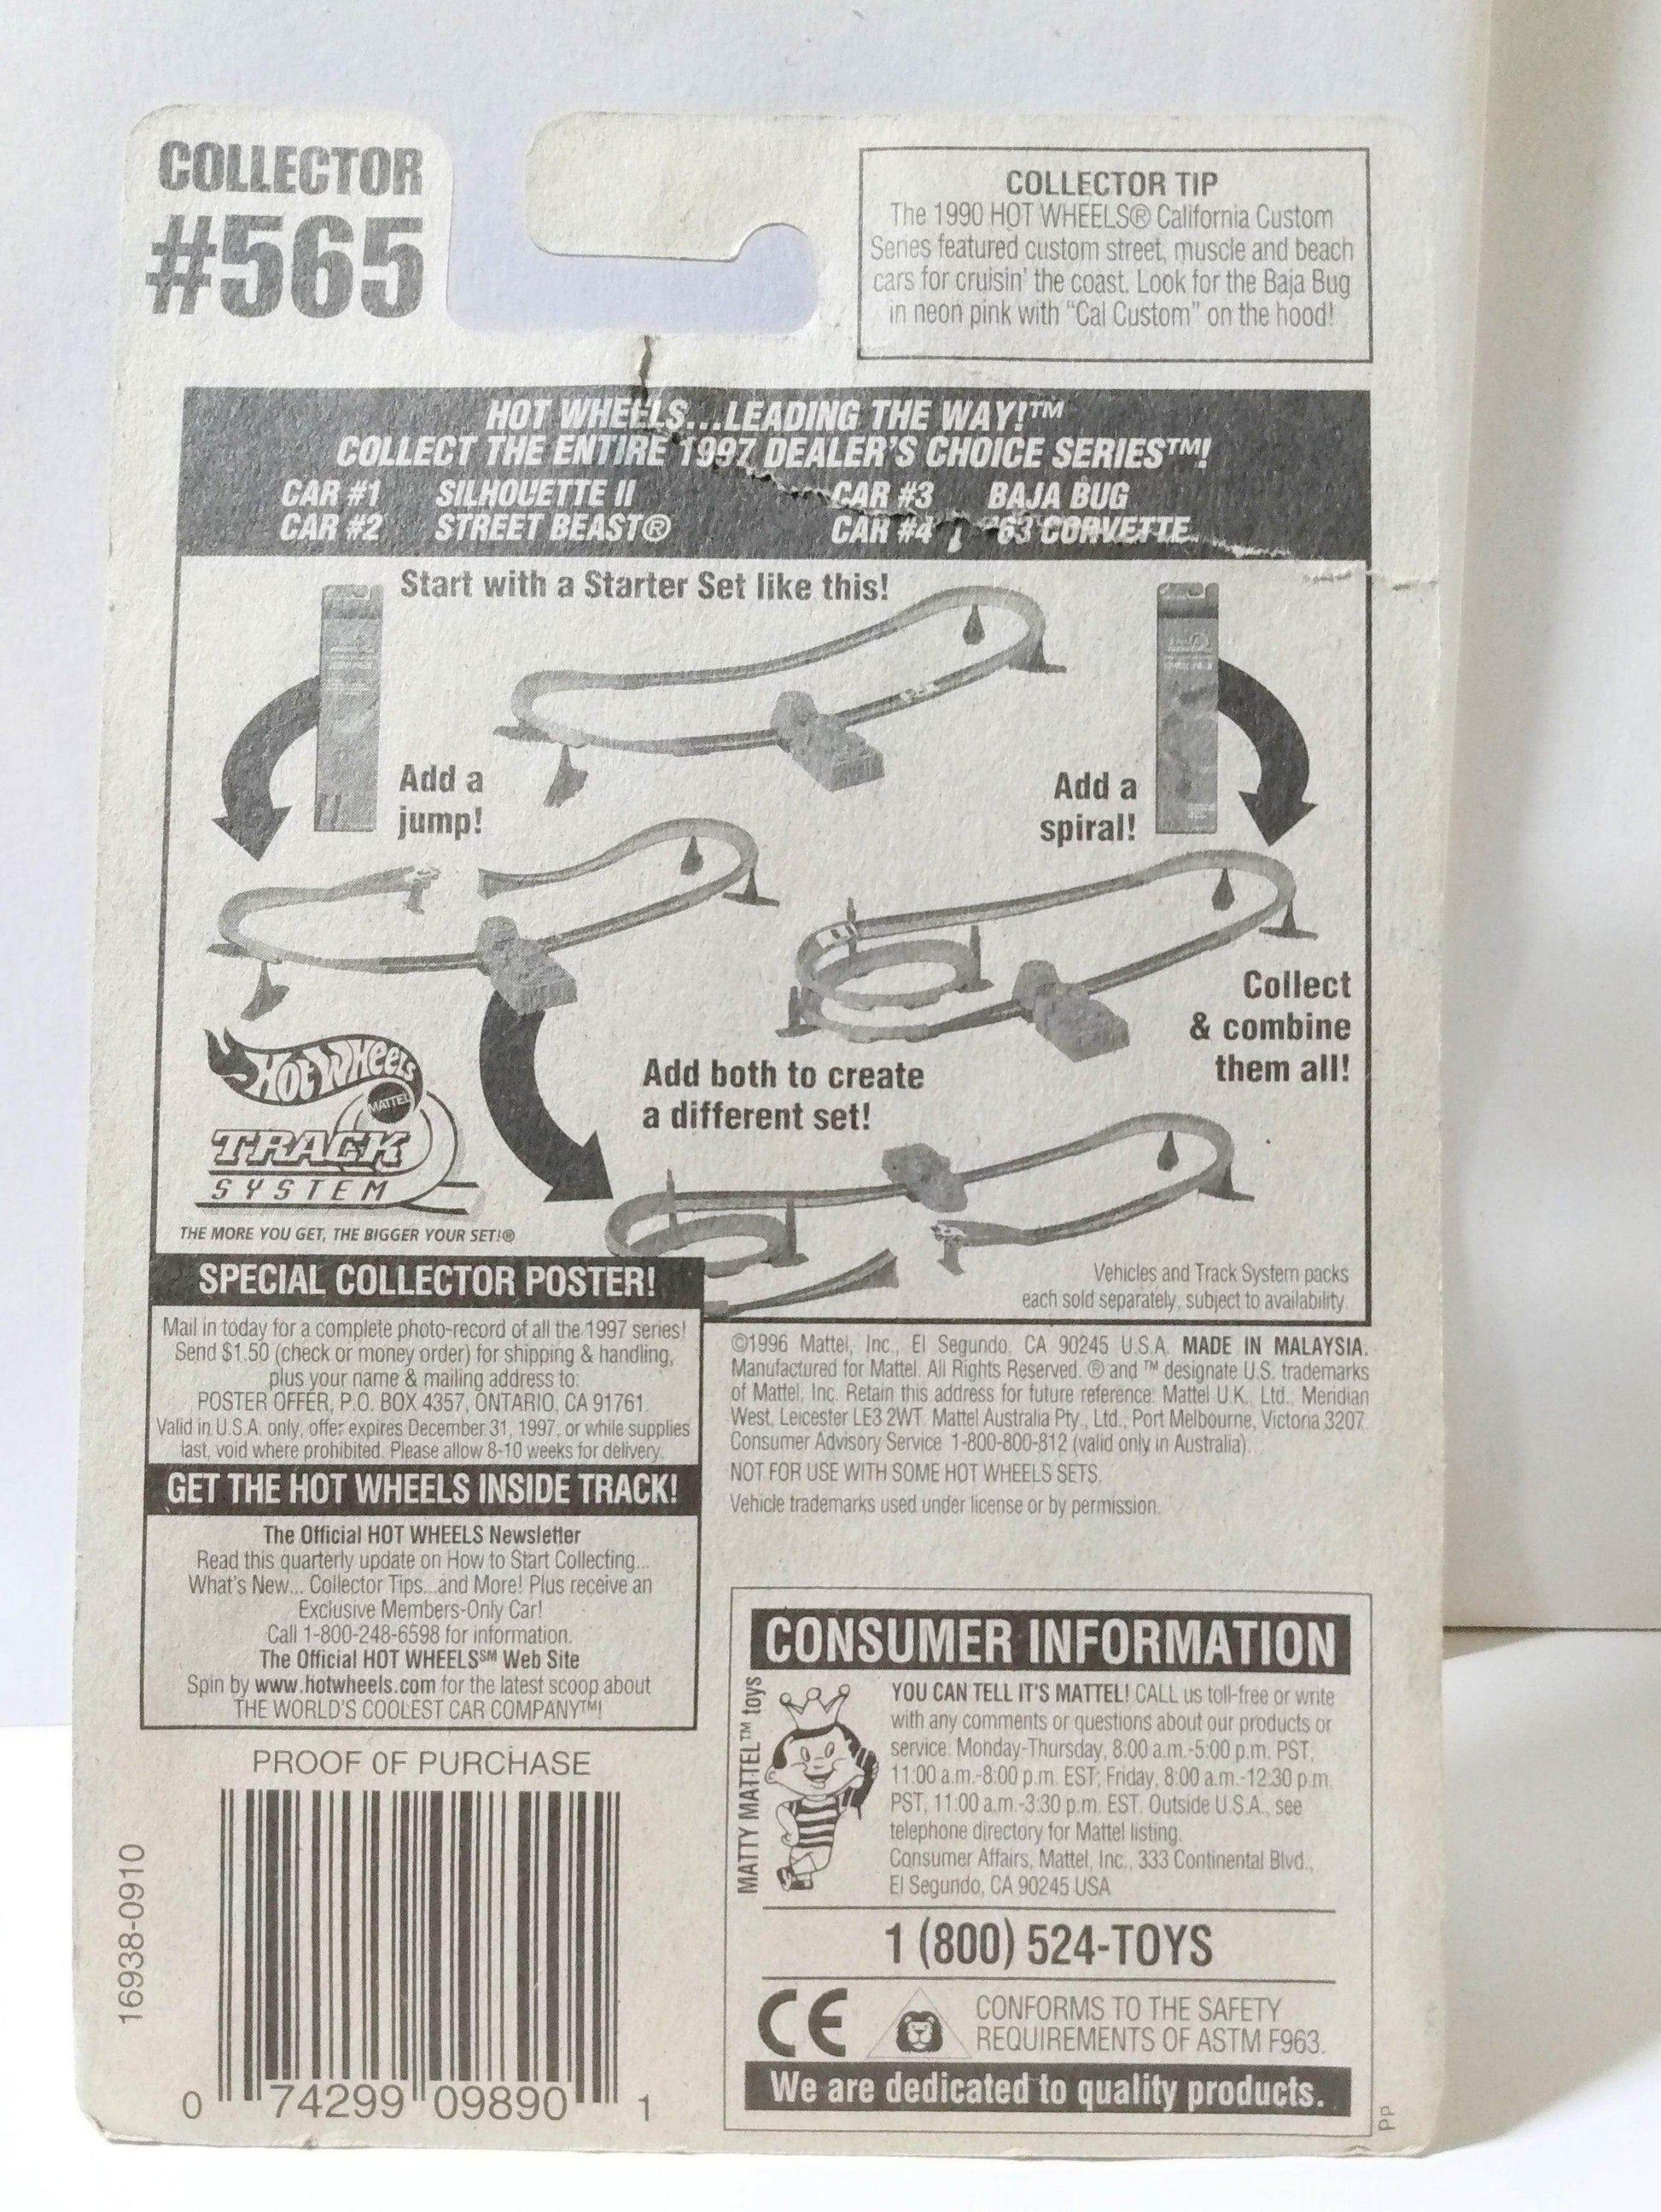 COLLECTOR
#565
COLLECTOR TIP
The 1990 HOT WHEELS® California Custom
Series featured custom street, muscle and beach
cars for cruisin' the coast. Look for the Baja Bug
in neon pink with "Cal Custom" on the hood!
HOT WHEELS...LEADING THE WAY!™
COLLECT THE ENTIRE 1997 DEALER'S CHOICE SERIES™!
CAR #1 SILHOUETTE II CAR #3 BAJA BUG
CAR #2 STREET BEAST® CAR #4 '63 CORVETTE
Start with a Starter Set like this!
Add a
jump!
Add a
spiral!
Collect
& combine
them all!
Add both to create
a different set!
HOT WHEELS
MATTEL
TRACK
SYSTEM
THE MORE YOU GET, THE BIGGER YOUR SET!®
Vehicles and Track System packs
each sold separately, subject to availability.
SPECIAL COLLECTOR POSTER!
Mail in today for a complete photo-record of all the 1997 series!
Send $1.50 (check or money order) for shipping & handling,
plus your name & mailing address to:
POSTER OFFER, P.O. BOX 4357, ONTARIO, CA 91761.
Valid in U.S.A. only, offer expires December 31, 1997, or while supplies
last, void where prohibited. Please allow 8-10 weeks for delivery.
GET THE HOT WHEELS INSIDE TRACK!
The Official HOT WHEELS Newsletter
Read this quarterly update on How to Start Collecting...
What's New... Collector Tips...and More! Plus receive an
Exclusive Members-Only Car!
Call 1-800-248-6598 for information.
The Official HOT WHEELS℠ Web Site
Spin by www.hotwheels.com for the latest scoop about
THE WORLD'S COOLEST CAR COMPANY™!
©1996 Mattel, Inc., El Segundo, CA 90245 U.S.A. MADE IN MALAYSIA.
Manufactured for Mattel. All Rights Reserved. ® and ™ designate U.S. trademarks
of Mattel, Inc. Retain this address for future reference: Mattel U.K. Ltd., Meridian
West, Leicester LE3 2WT. Mattel Australia Pty., Ltd., Port Melbourne, Victoria 3207.
Consumer Advisory Service 1-800-800-812 (valid only in Australia).
NOT FOR USE WITH SOME HOT WHEELS SETS.
Vehicle trademarks used under license or by permission.
PROOF OF PURCHASE
16938-0910
0 74299 09890 1
CONSUMER INFORMATION
MATTY MATTEL™ toys
YOU CAN TELL IT'S MATTEL! CALL us toll-free or write
with any comments or questions about our products or
service. Monday-Thursday, 8:00 a.m.-5:00 p.m. PST;
11:00 a.m.-8:00 p.m. EST; Friday, 8:00 a.m.-12:30 p.m.
PST, 11:00 a.m.-3:30 p.m. EST. Outside U.S.A., see
telephone directory for Mattel listing.
Consumer Affairs, Mattel, Inc., 333 Continental Blvd.,
El Segundo, CA 90245 USA
1 (800) 524-TOYS
CE
CONFORMS TO THE SAFETY
REQUIREMENTS OF ASTM F963.
We are dedicated to quality products.
PP